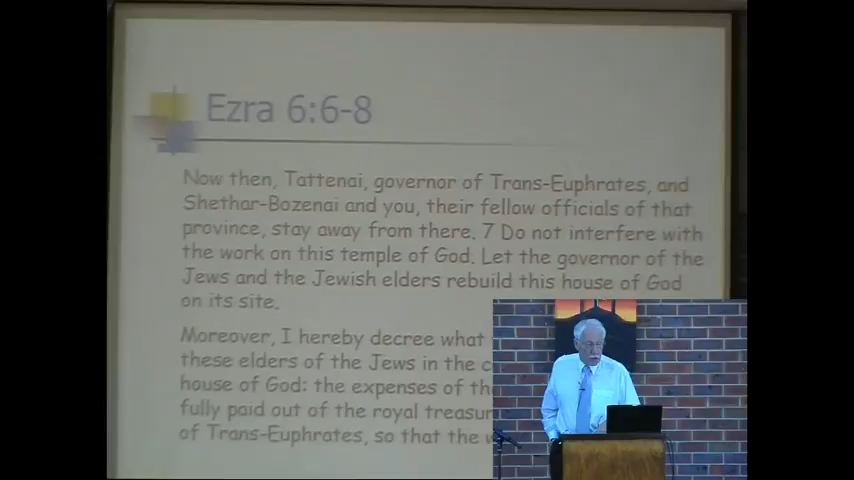 Ezra 6:6-8
Now then, Tattenai, governor of Trans-Euphrates, and
Shethar-Bozenai and you, their fellow officials of that
province, stay away from there. 7 Do not interfere with
the work on this temple of God. Let the governor of the
Jews and the Jewish elders rebuild this house of God
on its site.
Moreover, I hereby decree what
these elders of the Jews in the c
house of God: the expenses of th
fully paid out of the royal treasur
of Trans-Euphrates, so that the